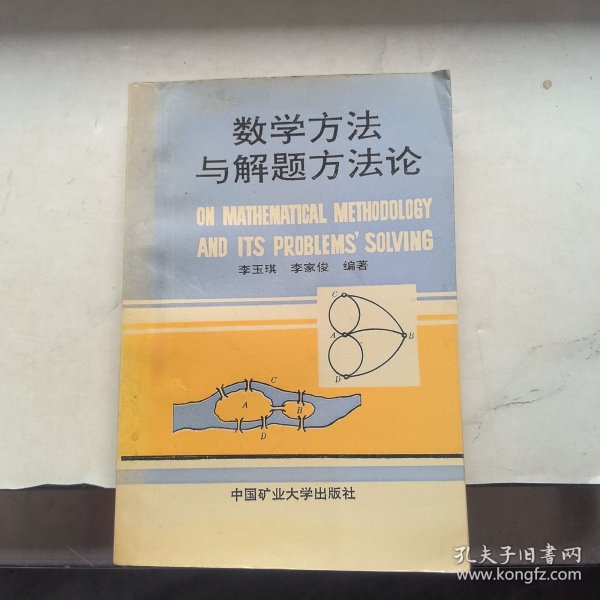 数学方法
与解题方法论
ON MATHEMATICAL METHODOLOGY
AND ITS PROBLEMS' SOLVING
李玉琪 李家俊 编著
C
A
B
D
C
A
B
D
中国矿业大学出版社
孔夫子旧书网
www.kongfz.com